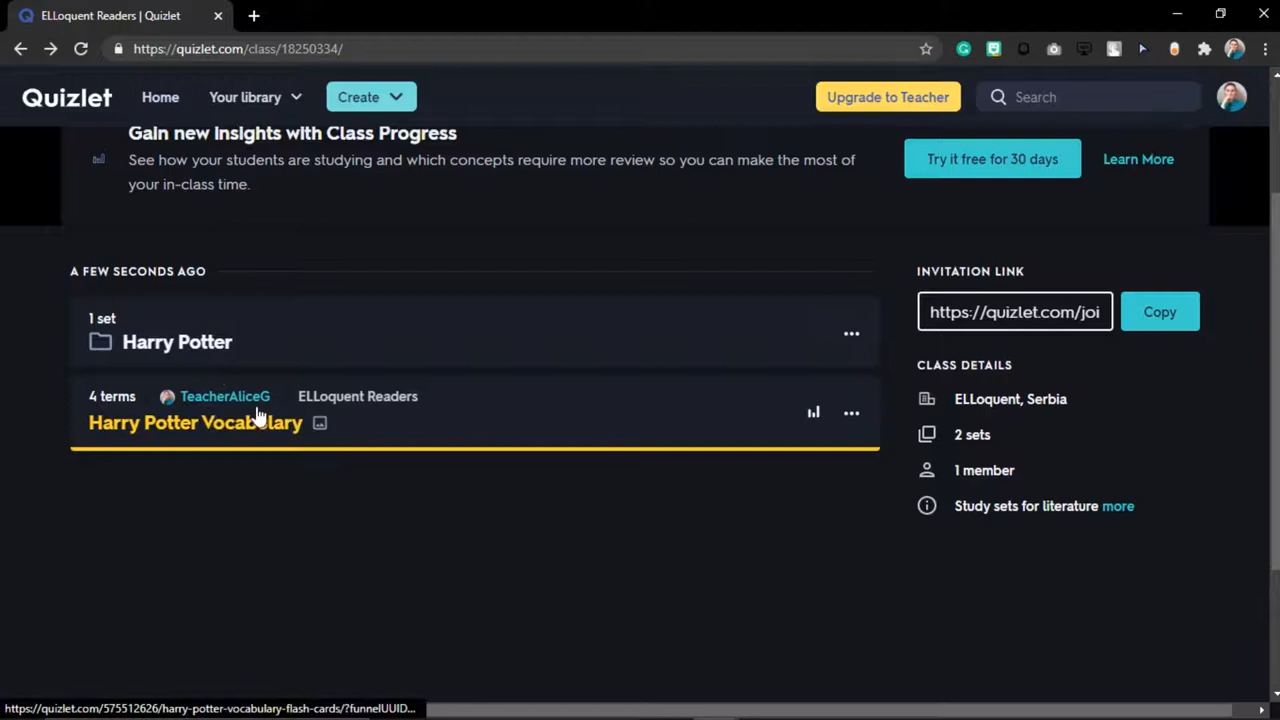 ELLoquent Readers | Quizlet
https://quizlet.com/class/18250334/
Quizlet Home Your library Create Upgrade to Teacher Search
Gain new Insights with Class Progress
See how your students are studying and which concepts require more review so you can make the most of
your in-class time.
Try it free for 30 days Learn More
A FEW SECONDS AGO
1 set
Harry Potter
4 terms TeacherAliceG ELLoquent Readers
Harry Potter Vocabulary
INVITATION LINK
https://quizlet.com/joi Copy
CLASS DETAILS
ELLoquent, Serbia
2 sets
1 member
Study sets for literature more
https://quizlet.com/575512626/harry-potter-vocabulary-flash-cards/?funnelUUID...